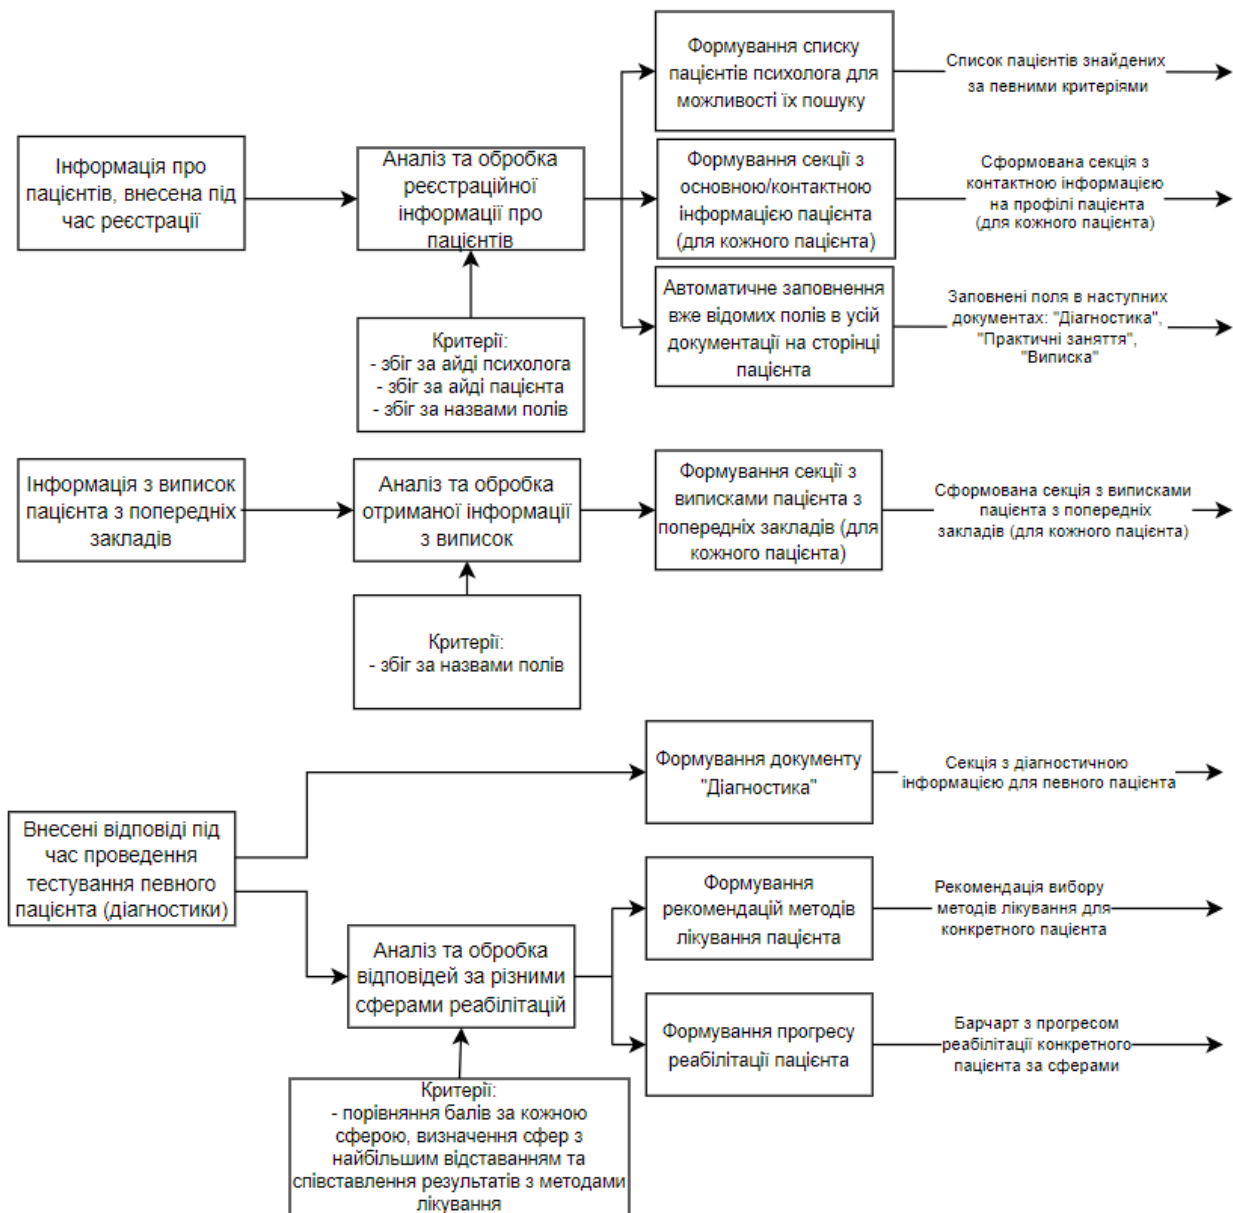 Формування списку
пацієнтів психолога для
можливості їх пошуку
Список пацієнтів знайдених
за певними критеріями
Інформація про
пацієнтів, внесена під
час реєстрації
Аналіз та обробка
реєстраційної
інформації про
пацієнтів
Формування секції з
основною/контактною
інформацією пацієнта
(для кожного пацієнта)
Сформована секція з
контактною інформацією
на профілі пацієнта
(для кожного пацієнта)
Автоматичне заповнення
вже відомих полів в усій
документації на сторінці
пацієнта
Заповнені поля в наступних
документах: "Діагностика",
"Практичні заняття",
"Виписка"
Критерії:
- збіг за айді психолога
- збіг за айді пацієнта
- збіг за назвами полів
Інформація з виписок
пацієнта з попередніх
закладів
Аналіз та обробка
отриманої інформації
з виписок
Формування секції з
виписками пацієнта з
попередніх закладів (для
кожного пацієнта)
Сформована секція з виписками
пацієнта з попередніх
закладів (для кожного пацієнта)
Критерії:
- збіг за назвами полів
Формування документу
"Діагностика"
Секція з діагностичною
інформацією для певного пацієнта
Внесені відповіді під
час проведення
тестування певного
пацієнта (діагностики)
Формування
рекомендацій методів
лікування пацієнта
Рекомендація вибору
методів лікування для
конкретного пацієнта
Аналіз та обробка
відповідей за різними
сферами реабілітацій
Формування прогресу
реабілітації пацієнта
Барчарт з прогресом
реабілітації конкретного
пацієнта за сферами
Критерії:
- порівняння балів за кожною
сферою, визначення сфер з
найбільшим відставанням та
співставлення результатів з методами
лікування